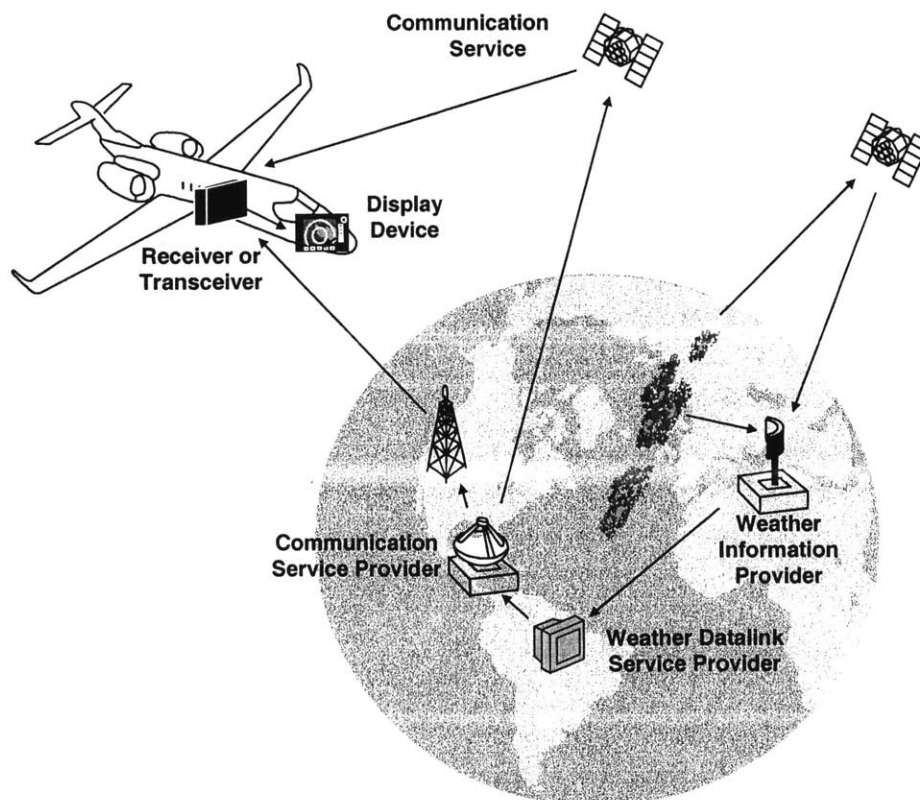 Communication
Service
Display
Device
Receiver or
Transceiver
Communication
Service Provider
Weather
Information
Provider
Weather Datalink
Service Provider